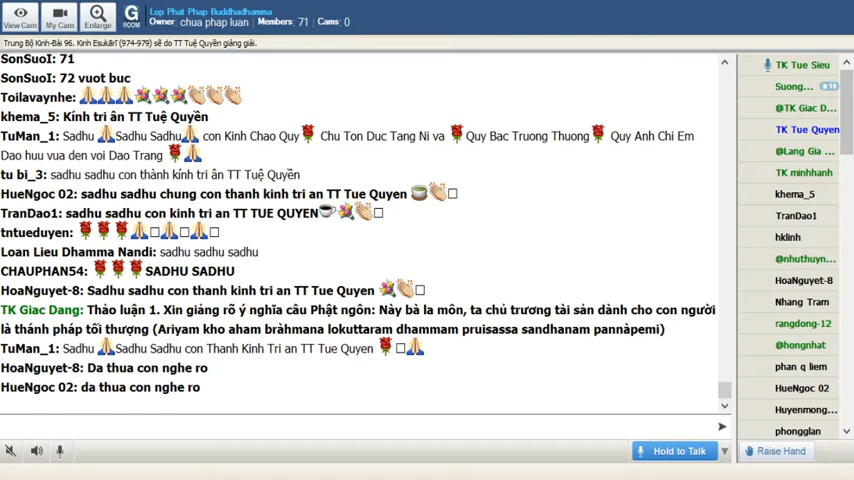 Lop Phat Phap Buddhadhamma
Owner: chua phap luan Members: 71 Cams: 0
View Cam
My Cam
Enlarge
G
ROOM
Trung Bộ Kinh-Bài 96. Kinh Esukārī (974-979) sẽ do TT Tuệ Quyền giảng giải.
SonSuoI: 71
SonSuoI: 72 vuot buc
Toilavaynhe:
khema_5: Kính tri ân TT Tuệ Quyền
TuMan_1: Sadhu Sadhu Sadhu con Kinh Chao Quy Chu Ton Duc Tang Ni va Quy Bac Truong Thuong Quy Anh Chi Em
Dao huu vua den voi Dao Trang
tu bi_3: sadhu sadhu con thành kính tri ân TT Tuệ Quyền
HueNgoc 02: sadhu sadhu chung con thanh kinh tri an TT Tue Quyen
TranDao1: sadhu sadhu con kinh tri an TT TUE QUYEN
tntueduyen:
Loan Lieu Dhamma Nandi: sadhu sadhu sadhu
CHAUPHAN54: SADHU SADHU
HoaNguyet-8: Sadhu sadhu con thanh kinh tri an TT Tue Quyen
TK Giac Dang: Thảo luận 1. Xin giảng rõ ý nghĩa câu Phật ngôn: Này bà la môn, ta chủ trương tài sản dành cho con người
là thánh pháp tối thượng (Ariyam kho aham bràhmana lokuttaram dhammam pruisassa sandhanam pannàpemi)
TuMan_1: Sadhu Sadhu Sadhu con Thanh Kinh Tri an TT Tue Quyen
HoaNguyet-8: Da thua con nghe ro
HueNgoc 02: da thua con nghe ro
TK Tue Sieu
Suong... 18
@TK Giac D...
TK Tue Quyen
@Lang Gia ...
TK minhhanh
khema_5
TranDao1
hklinh
@nhuthuyn...
HoaNguyet-8
Nhang Tram
rangdong-12
@hongnhat
phan q liem
HueNgoc 02
Huyenmong...
phongglan
Hold to Talk
Raise Hand